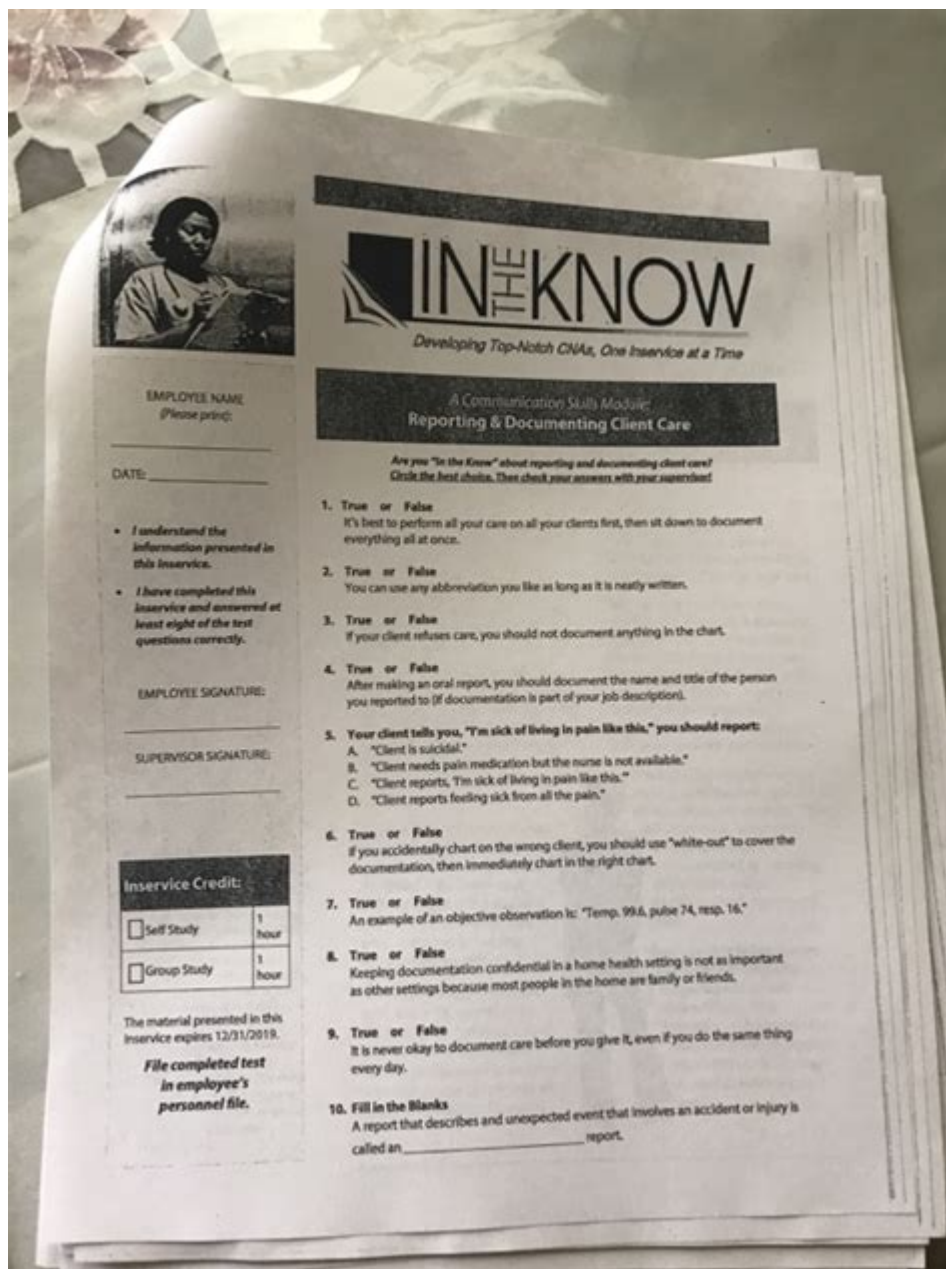 IN THE KNOW
Developing Top-Notch CNAs, One Inservice at a Time
A Communication Skills Module:
Reporting & Documenting Client Care
EMPLOYEE NAME
(Please print):
DATE:
• I understand the
information presented in
this inservice.
• I have completed this
inservice and answered at
least eight of the test
questions correctly.
EMPLOYEE SIGNATURE:
SUPERVISOR SIGNATURE:
Inservice Credit:
Self Study
1
hour
Group Study
1
hour
The material presented in this
inservice expires 12/31/2019.
File completed test
in employee's
personnel file.
Are you "In the Know" about reporting and documenting client care?
Circle the best choice. Then check your answers with your supervisor!
1. True or False
It's best to perform all your care on all your clients first, then sit down to document
everything all at once.
2. True or False
You can use any abbreviation you like as long as it is neatly written.
3. True or False
If your client refuses care, you should not document anything in the chart.
4. True or False
After making an oral report, you should document the name and title of the person
you reported to (if documentation is part of your job description).
5. Your client tells you, "I'm sick of living in pain like this," you should report:
A. "Client is suicidal."
B. "Client needs pain medication but the nurse is not available."
C. "Client reports, 'I'm sick of living in pain like this.'"
D. "Client reports feeling sick from all the pain."
6. True or False
If you accidentally chart on the wrong client, you should use "white-out" to cover the
documentation, then immediately chart in the right chart.
7. True or False
An example of an objective observation is: "Temp. 99.6, pulse 74, resp. 16."
8. True or False
Keeping documentation confidential in a home health setting is not as important
as other settings because most people in the home are family or friends.
9. True or False
It is never okay to document care before you give it, even if you do the same thing
every day.
10. Fill in the Blanks
A report that describes and unexpected event that involves an accident or injury is
called an report.